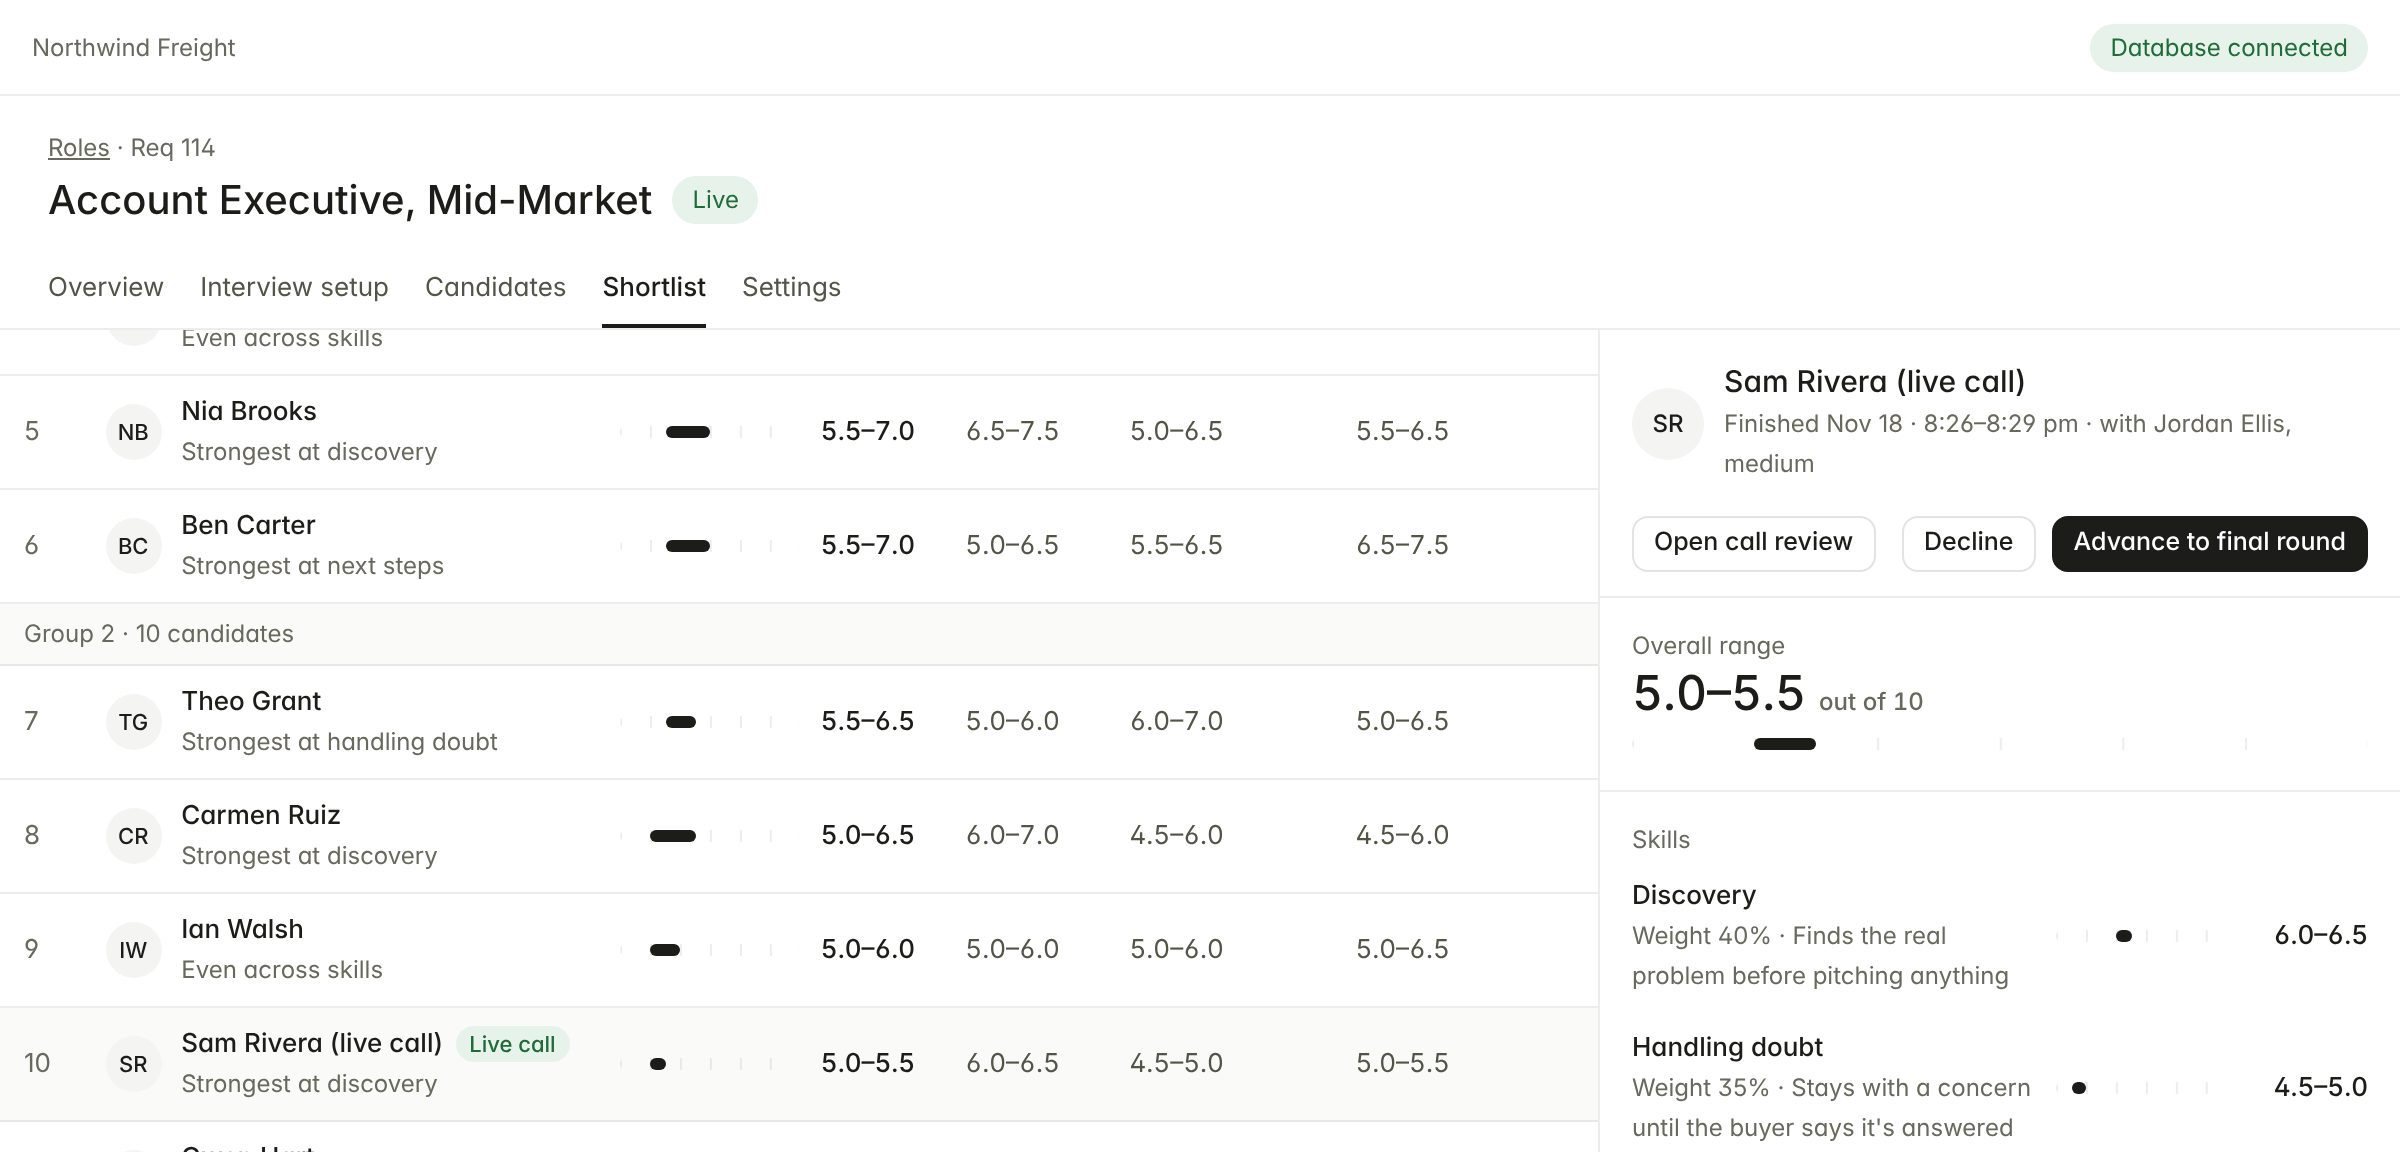 Northwind Freight
Database connected
Roles · Req 114
Account Executive, Mid-Market Live
Overview Interview setup Candidates Shortlist Settings
Even across skills
5 NB Nia Brooks 5.5–7.0 6.5–7.5 5.0–6.5 5.5–6.5
Strongest at discovery
6 BC Ben Carter 5.5–7.0 5.0–6.5 5.5–6.5 6.5–7.5
Strongest at next steps
Group 2 · 10 candidates
7 TG Theo Grant 5.5–6.5 5.0–6.0 6.0–7.0 5.0–6.5
Strongest at handling doubt
8 CR Carmen Ruiz 5.0–6.5 6.0–7.0 4.5–6.0 4.5–6.0
Strongest at discovery
9 IW Ian Walsh 5.0–6.0 5.0–6.0 5.0–6.0 5.0–6.5
Even across skills
10 SR Sam Rivera (live call) Live call 5.0–5.5 6.0–6.5 4.5–5.0 5.0–5.5
Strongest at discovery
SR
Sam Rivera (live call)
Finished Nov 18 · 8:26–8:29 pm · with Jordan Ellis,
medium
Open call review Decline Advance to final round
Overall range
5.0–5.5 out of 10
Skills
Discovery
Weight 40% · Finds the real
problem before pitching anything
6.0–6.5
Handling doubt
Weight 35% · Stays with a concern
until the buyer says it's answered
4.5–5.0